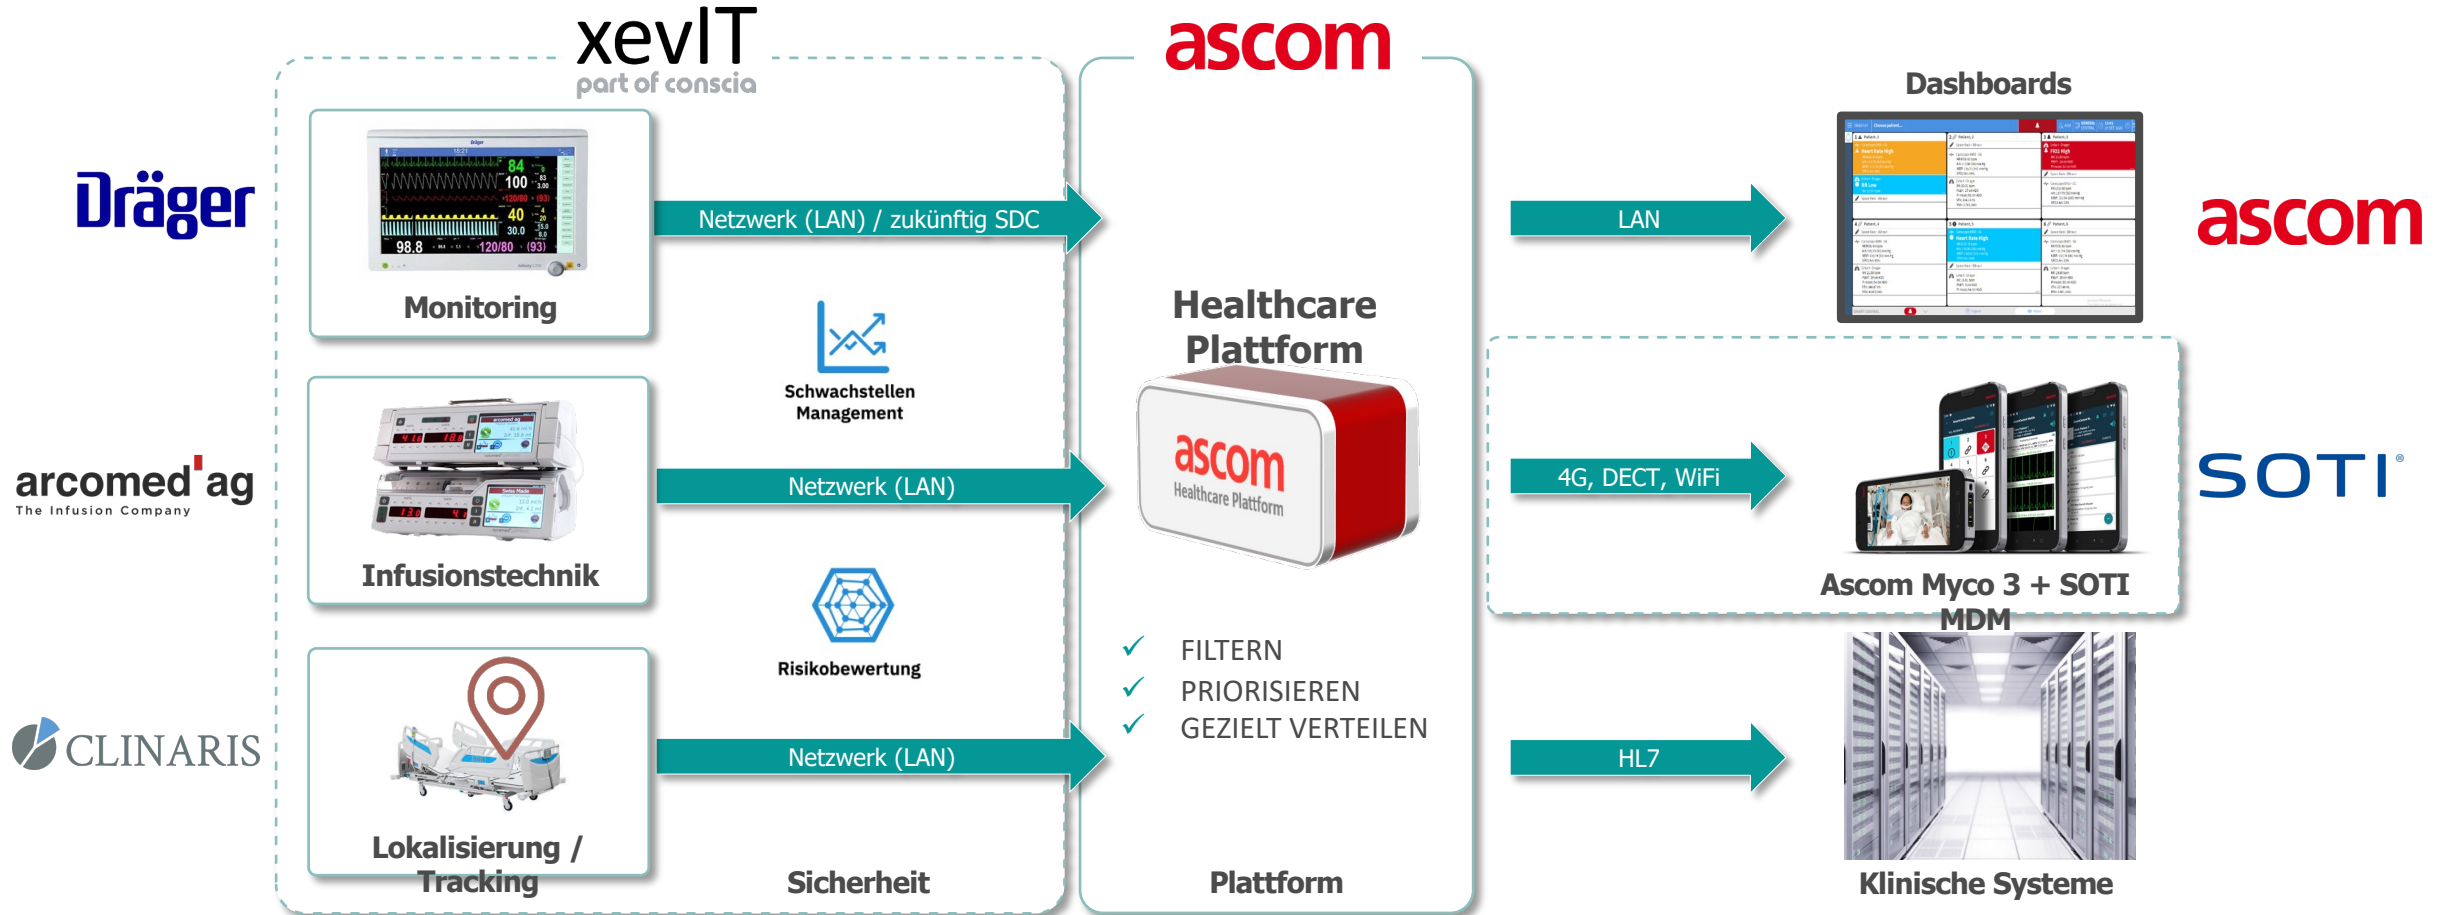 xevIT
part of conscia
ascom
Dashboards
Dräger
Monitoring
Netzwerk (LAN) / zukünftig SDC
LAN
ascom
Schwachstellen
Management
Healthcare
Plattform
arcomed'ag
The Infusion Company
Infusionstechnik
Netzwerk (LAN)
ascom
Healthcare Plattform
4G, DECT, WiFi
Ascom Myco 3 + SOTI
MDM
SOTI®
Risikobewertung
✓ FILTERN
✓ PRIORISIEREN
✓ GEZIELT VERTEILEN
CLINARIS
Lokalisierung /
Tracking
Netzwerk (LAN)
HL7
Sicherheit
Plattform
Klinische Systeme